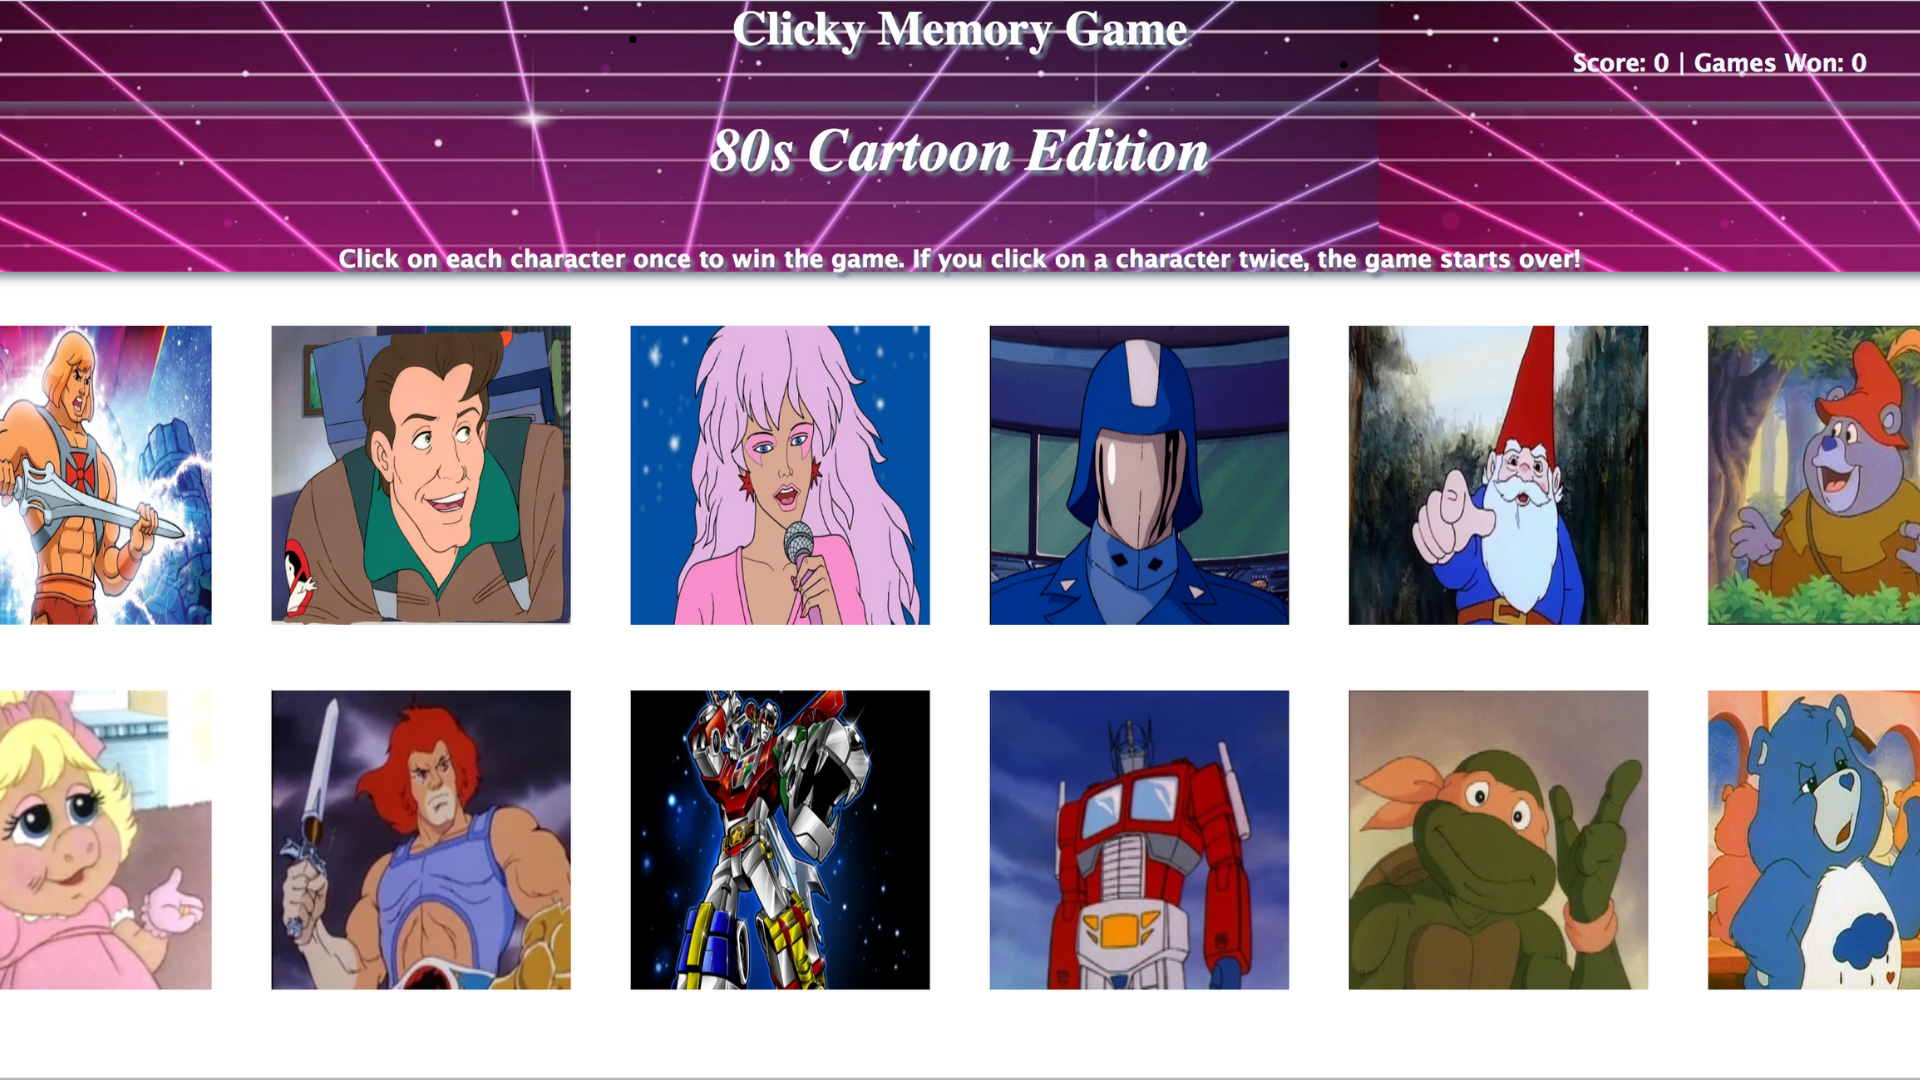 Clicky Memory Game
Score: 0 | Games Won: 0
80s Cartoon Edition
Click on each character once to win the game. If you click on a character twice, the game starts over!